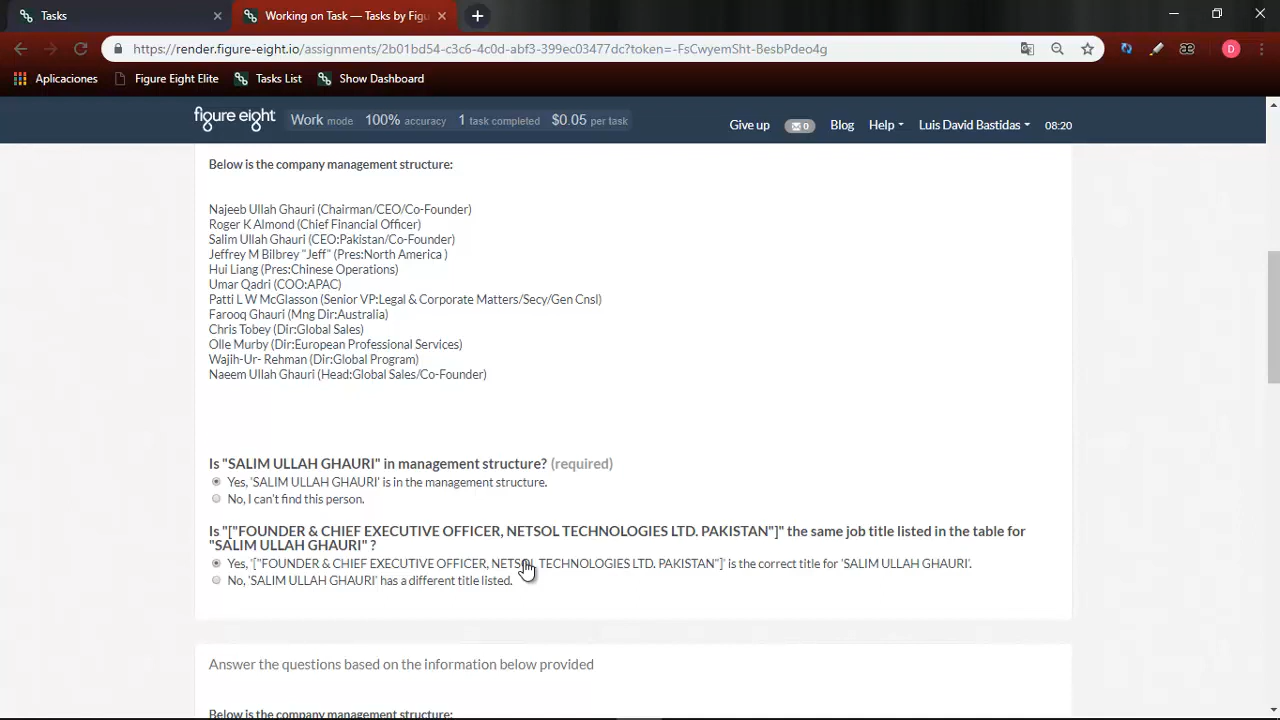 Tasks
Working on Task — Tasks by Figu
https://render.figure-eight.io/assignments/2b01bd54-c3c6-4c0d-abf3-399ec03477dc?token=-FsCwyemSht-BesbPdeo4g
D
Aplicaciones
Figure Eight Elite
Tasks List
Show Dashboard
figure eight
Work mode
100% accuracy
1 task completed
$0.05 per task
Give up
0
Blog
Help
Luis David Bastidas
08:20
Below is the company management structure:
Najeeb Ullah Ghauri (Chairman/CEO/Co-Founder)
Roger K Almond (Chief Financial Officer)
Salim Ullah Ghauri (CEO:Pakistan/Co-Founder)
Jeffrey M Bilbrey "Jeff" (Pres:North America )
Hui Liang (Pres:Chinese Operations)
Umar Qadri (COO:APAC)
Patti L W McGlasson (Senior VP:Legal & Corporate Matters/Secy/Gen Cnsl)
Farooq Ghauri (Mng Dir:Australia)
Chris Tobey (Dir:Global Sales)
Olle Murby (Dir:European Professional Services)
Wajih-Ur- Rehman (Dir:Global Program)
Naeem Ullah Ghauri (Head:Global Sales/Co-Founder)
Is "SALIM ULLAH GHAURI" in management structure? (required)
Yes, 'SALIM ULLAH GHAURI' is in the management structure.
No, I can't find this person.
Is "["FOUNDER & CHIEF EXECUTIVE OFFICER, NETSOL TECHNOLOGIES LTD. PAKISTAN"]" the same job title listed in the table for
"SALIM ULLAH GHAURI" ?
Yes, '["FOUNDER & CHIEF EXECUTIVE OFFICER, NETSOL TECHNOLOGIES LTD. PAKISTAN"]' is the correct title for 'SALIM ULLAH GHAURI'.
No, 'SALIM ULLAH GHAURI' has a different title listed.
Answer the questions based on the information below provided
Below is the company management structure: